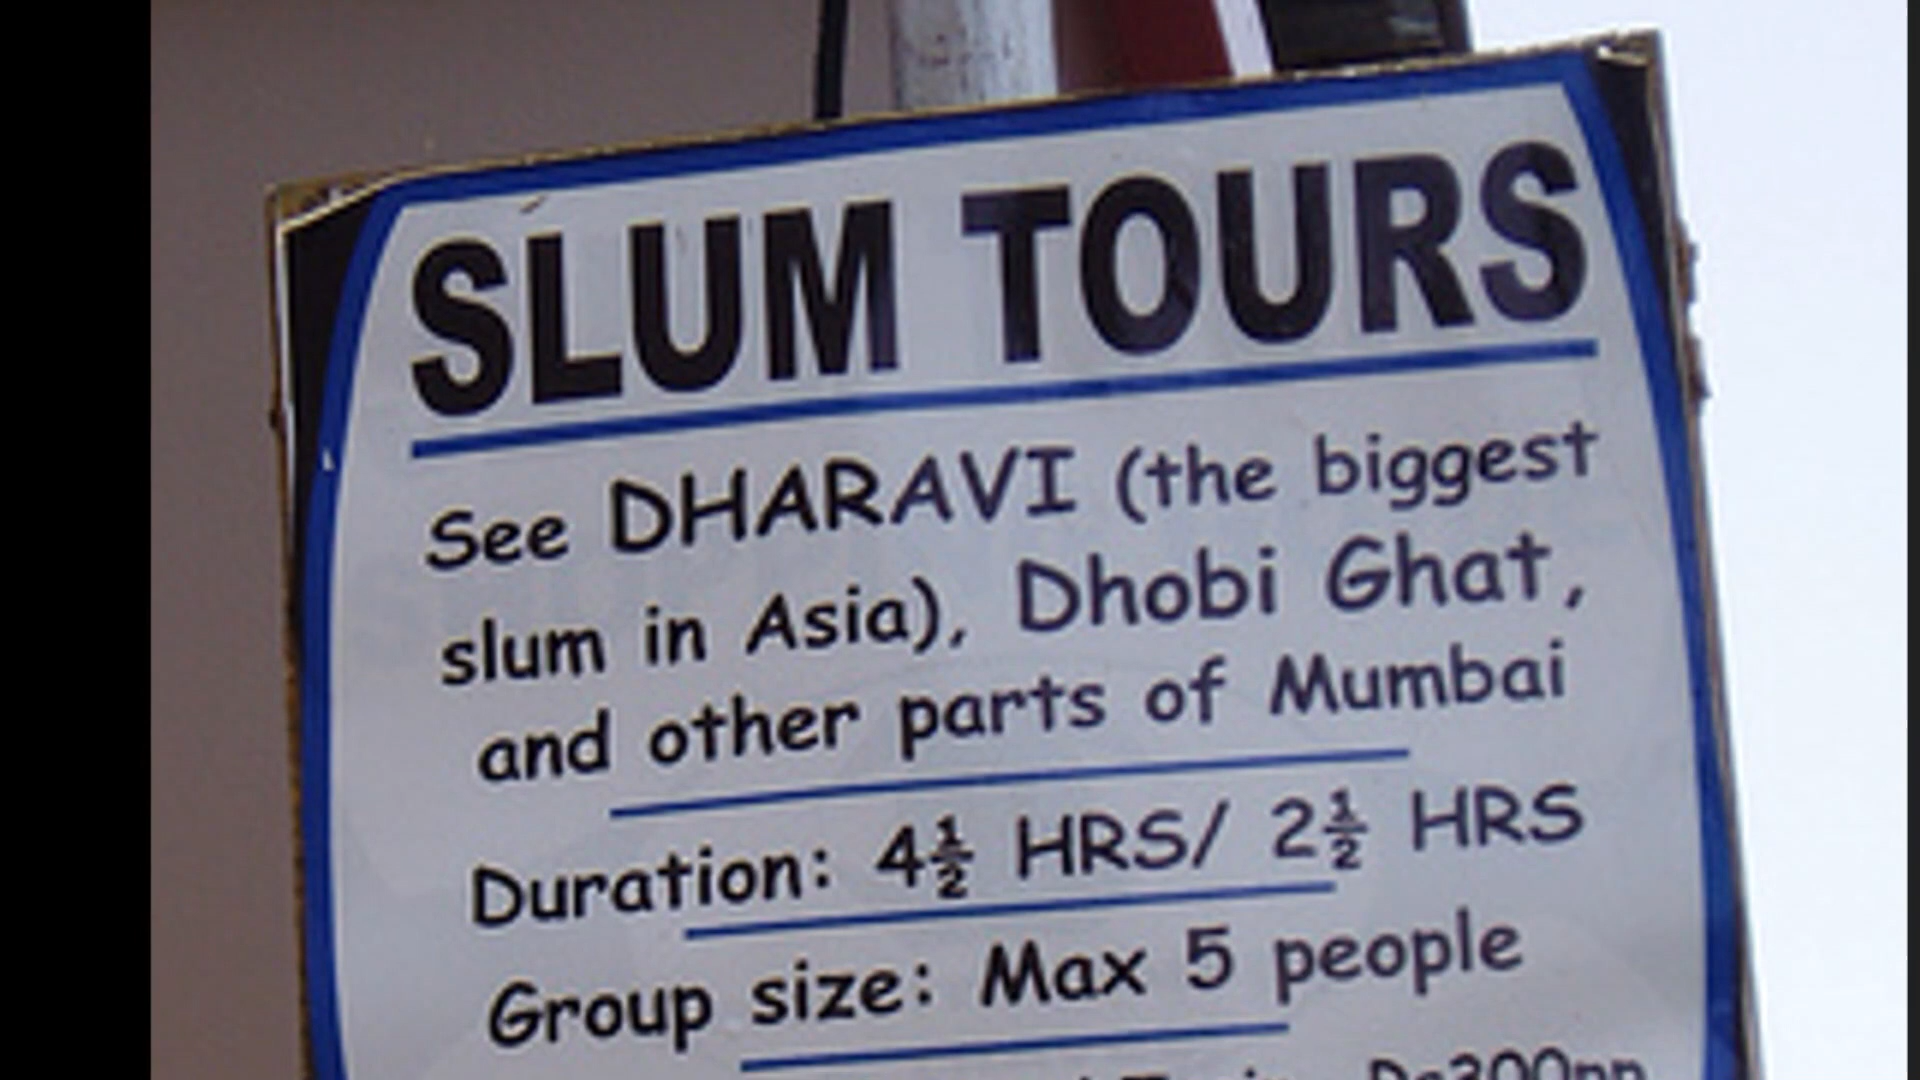 SLUM TOURS
See DHARAVI (the biggest
slum in Asia), Dhobi Ghat,
and other parts of Mumbai
Duration: 4½ HRS/ 2½ HRS
Group size: Max 5 people